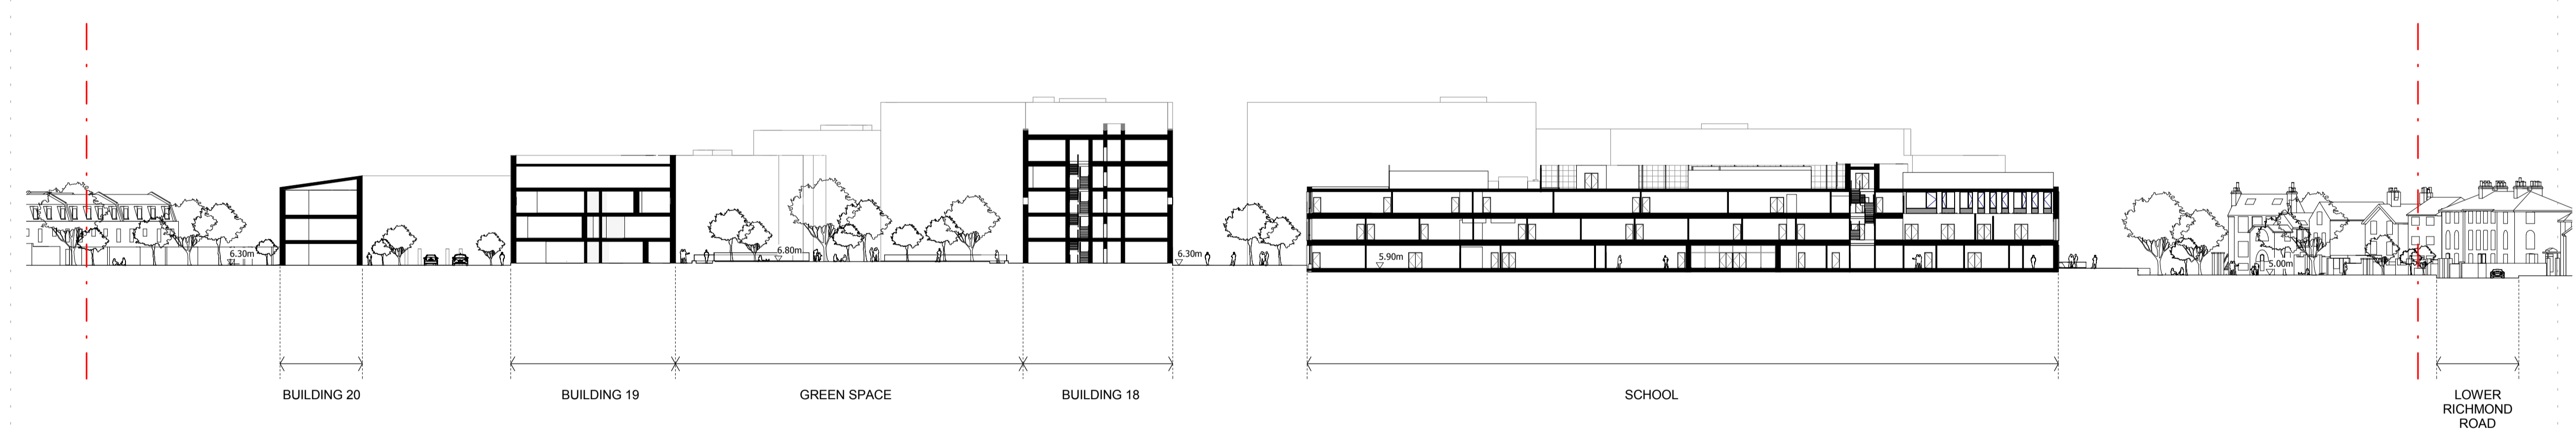 6.30m
6.80m
6.30m
5.90m
5.00m
BUILDING 20
BUILDING 19
GREEN SPACE
BUILDING 18
SCHOOL
LOWER
RICHMOND
ROAD